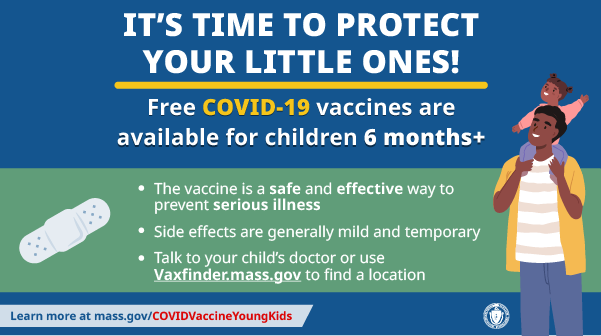 IT'S TIME TO PROTECT
YOUR LITTLE ONES!
Free COVID-19 vaccines are
available for children 6 months+
• The vaccine is a safe and effective way to
prevent serious illness
• Side effects are generally mild and temporary
• Talk to your child's doctor or use
Vaxfinder.mass.gov to find a location
Learn more at mass.gov/COVIDVaccineYoungKids